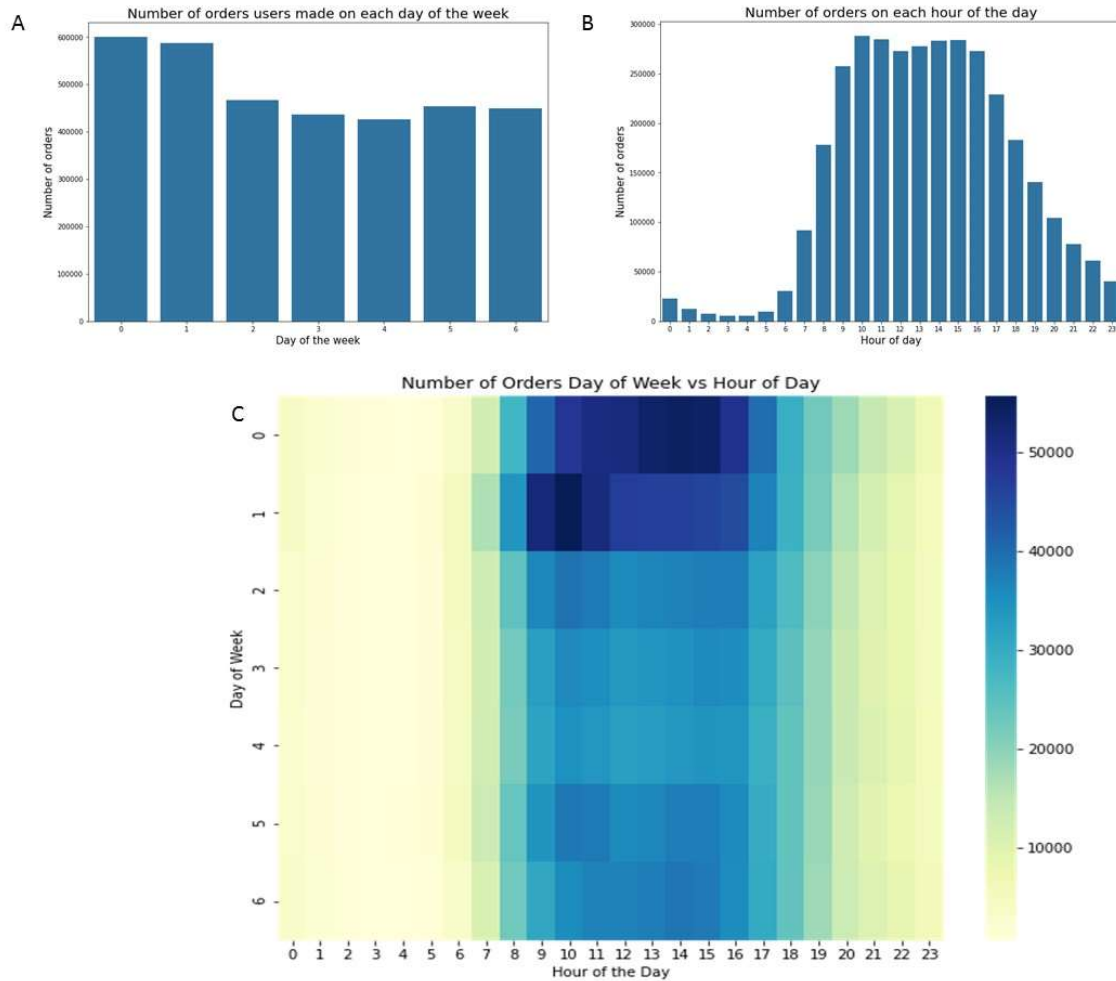 A
Number of orders users made on each day of the week
600000
500000
400000
300000
200000
100000
0
Number of orders
0 1 2 3 4 5 6
Day of the week
B
Number of orders on each hour of the day
300000
250000
200000
150000
100000
50000
0
Number of orders
0 1 2 3 4 5 6 7 8 9 10 11 12 13 14 15 16 17 18 19 20 21 22 23
Hour of day
Number of Orders Day of Week vs Hour of Day
C
0
1
2
3
4
5
6
Day of Week
0 1 2 3 4 5 6 7 8 9 10 11 12 13 14 15 16 17 18 19 20 21 22 23
Hour of the Day
50000
40000
30000
20000
10000